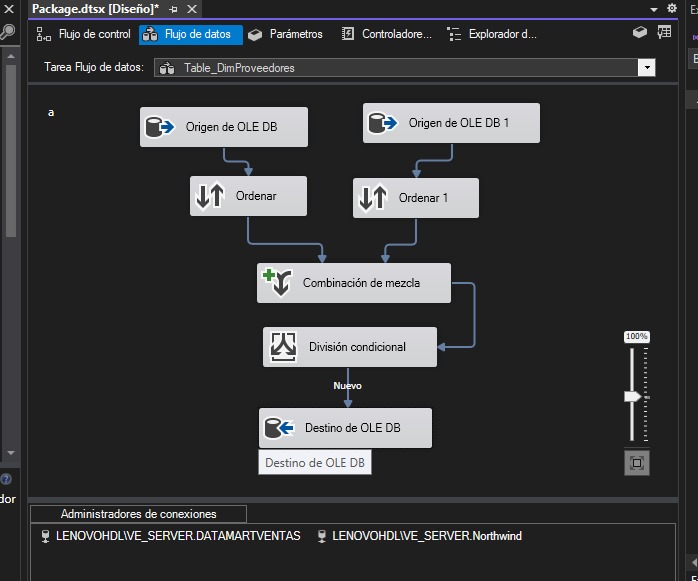 Package.dtsx [Diseño]*
Flujo de control
Flujo de datos
Parámetros
Controladore...
Explorador d...
Tarea Flujo de datos:
Table_DimProveedores
a
Origen de OLE DB
Origen de OLE DB 1
Ordenar
Ordenar 1
Combinación de mezcla
100%
División condicional
Nuevo
Destino de OLE DB
Destino de OLE DB
dor
Administradores de conexiones
LENOVOHDL\VE_SERVER.DATAMARTVENTAS
LENOVOHDL\VE_SERVER.Northwind